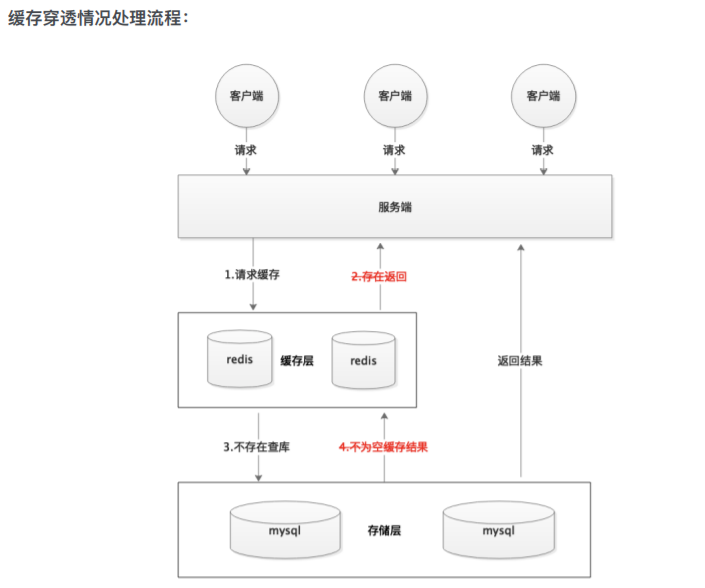 缓存穿透情况处理流程：
客户端
客户端
客户端
请求
请求
请求
服务端
1.请求缓存
2.存在返回
redis
缓存层
redis
返回结果
3.不存在查库
4.不为空缓存结果
mysql
存储层
mysql